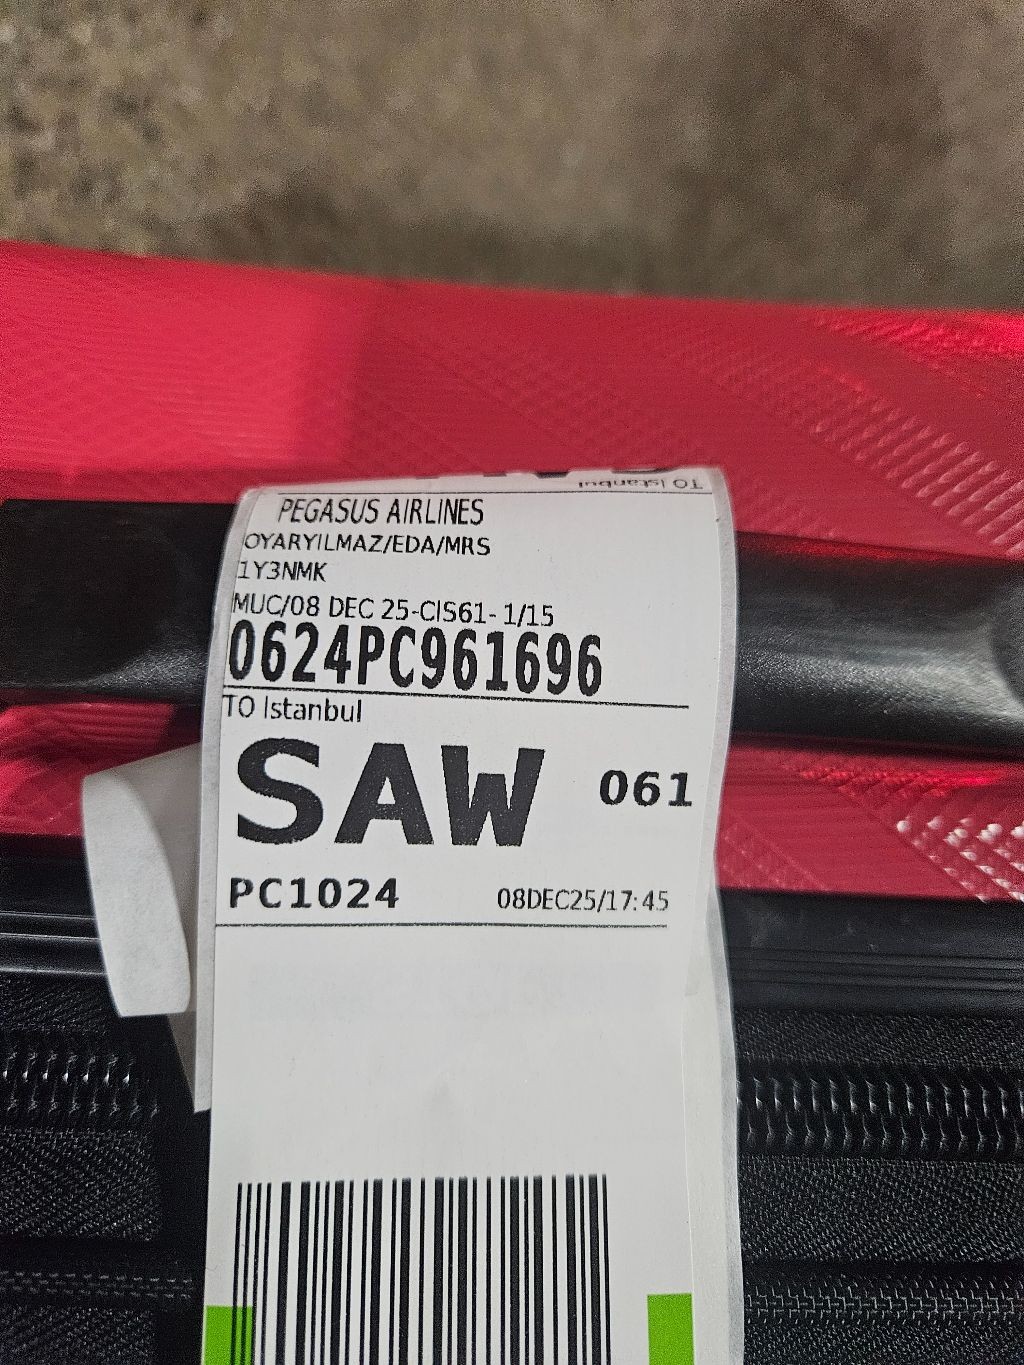 TO Istanbul
PEGASUS AIRLINES
OYARYILMAZ/EDA/MRS
1Y3NMK
MUC/08 DEC 25-CIS61- 1/15
0624PC961696
TO Istanbul
SAW 061
PC1024 08DEC25/17:45